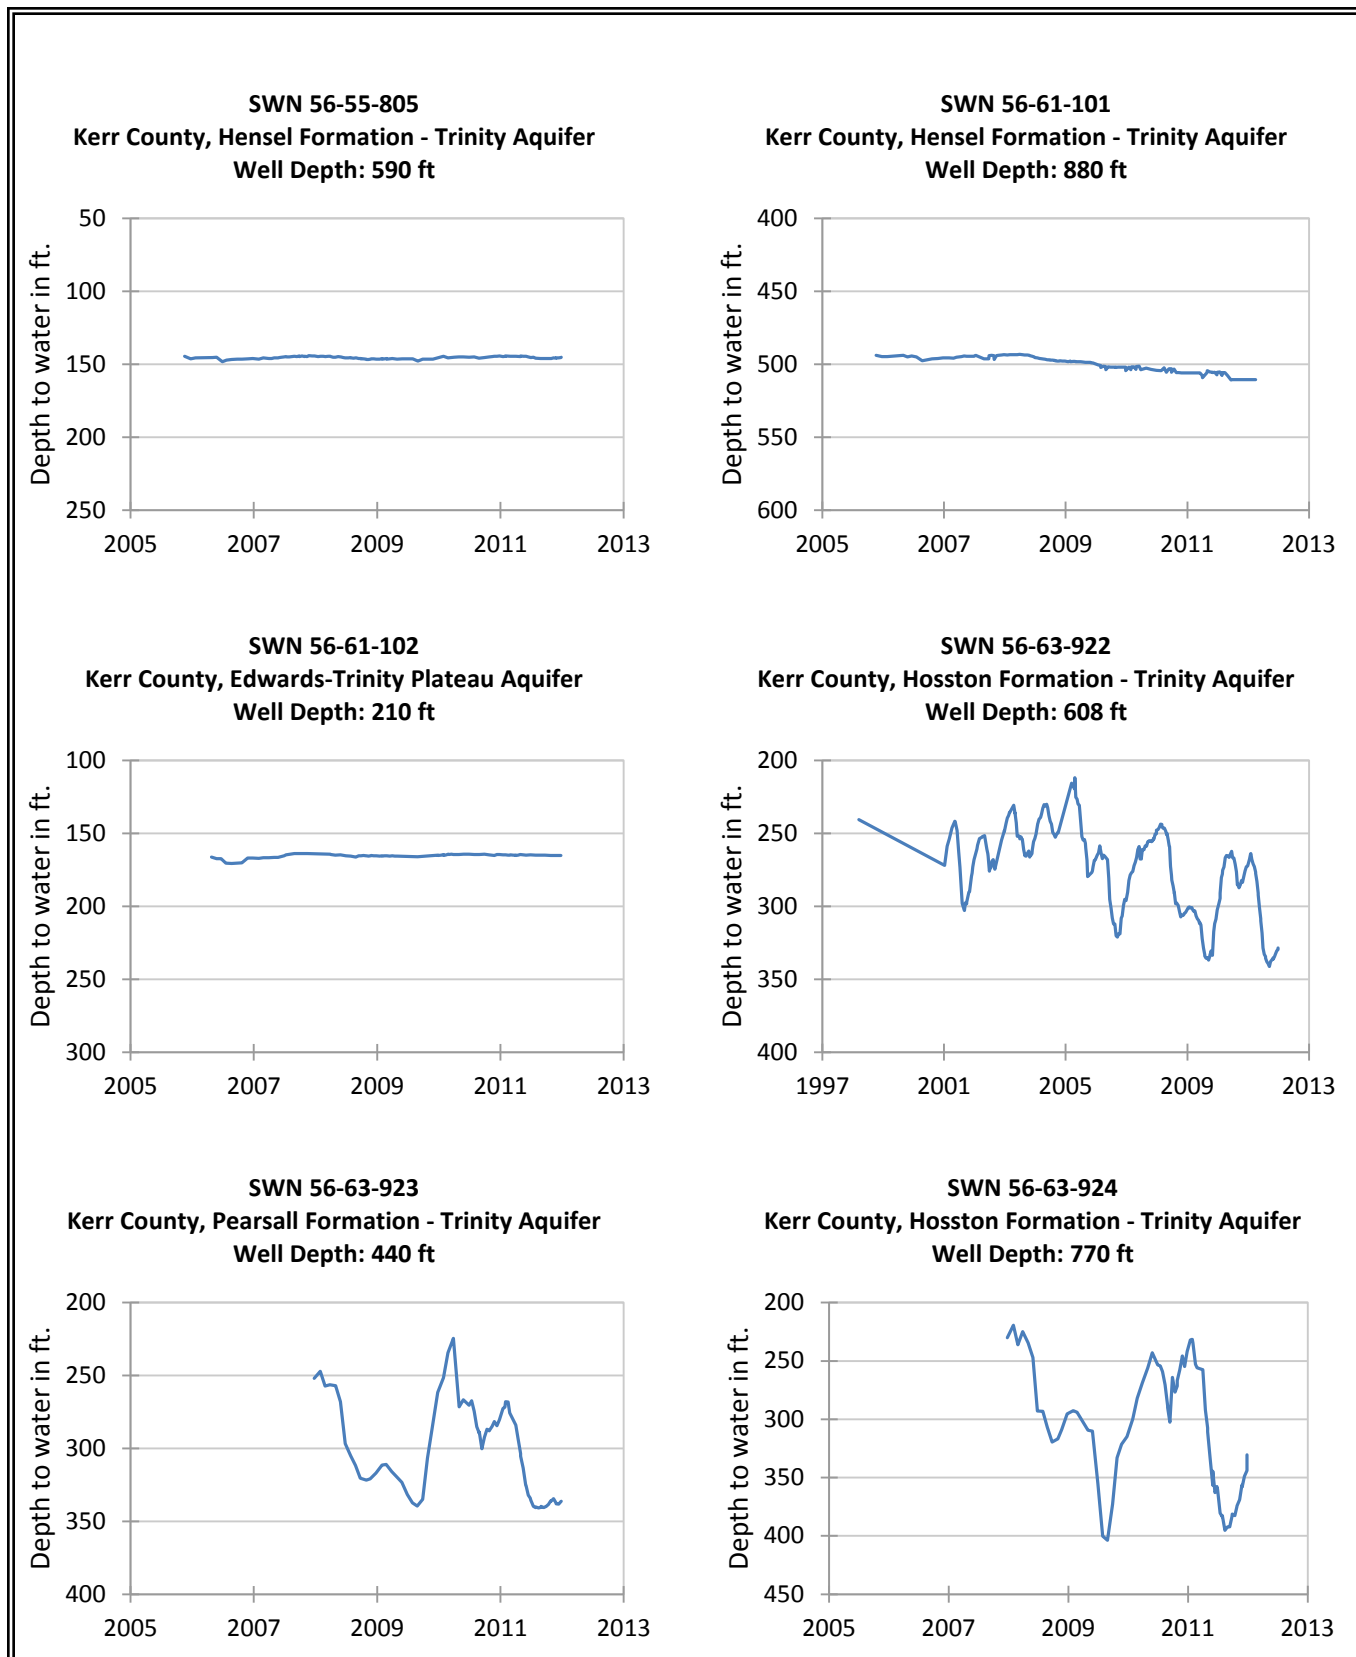 SWN 56-55-805
Kerr County, Hensel Formation - Trinity Aquifer
Well Depth: 590 ft
Depth to water in ft.
50
100
150
200
250
2005 2007 2009 2011 2013
SWN 56-61-101
Kerr County, Hensel Formation - Trinity Aquifer
Well Depth: 880 ft
Depth to water in ft.
400
450
500
550
600
2005 2007 2009 2011 2013
SWN 56-61-102
Kerr County, Edwards-Trinity Plateau Aquifer
Well Depth: 210 ft
Depth to water in ft.
100
150
200
250
300
2005 2007 2009 2011 2013
SWN 56-63-922
Kerr County, Hosston Formation - Trinity Aquifer
Well Depth: 608 ft
Depth to water in ft.
200
250
300
350
400
1997 2001 2005 2009 2013
SWN 56-63-923
Kerr County, Pearsall Formation - Trinity Aquifer
Well Depth: 440 ft
Depth to water in ft.
200
250
300
350
400
2005 2007 2009 2011 2013
SWN 56-63-924
Kerr County, Hosston Formation - Trinity Aquifer
Well Depth: 770 ft
Depth to water in ft.
200
250
300
350
400
450
2005 2007 2009 2011 2013